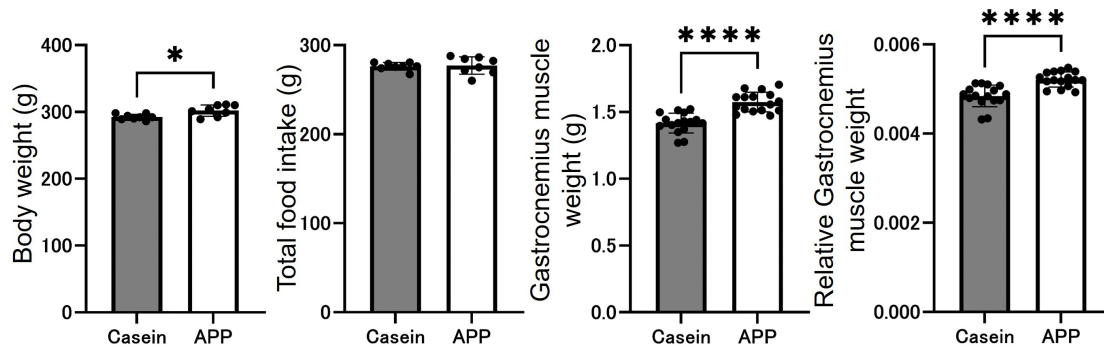 Body weight (g)
400
300
200
100
0
*
Casein
APP
Total food intake (g)
300
200
100
0
Casein
APP
Gastrocnemius muscle
weight (g)
2.0
1.5
1.0
0.5
0.0
****
Casein
APP
Relative Gastrocnemius
muscle weight
0.006
0.004
0.002
0.000
****
Casein
APP